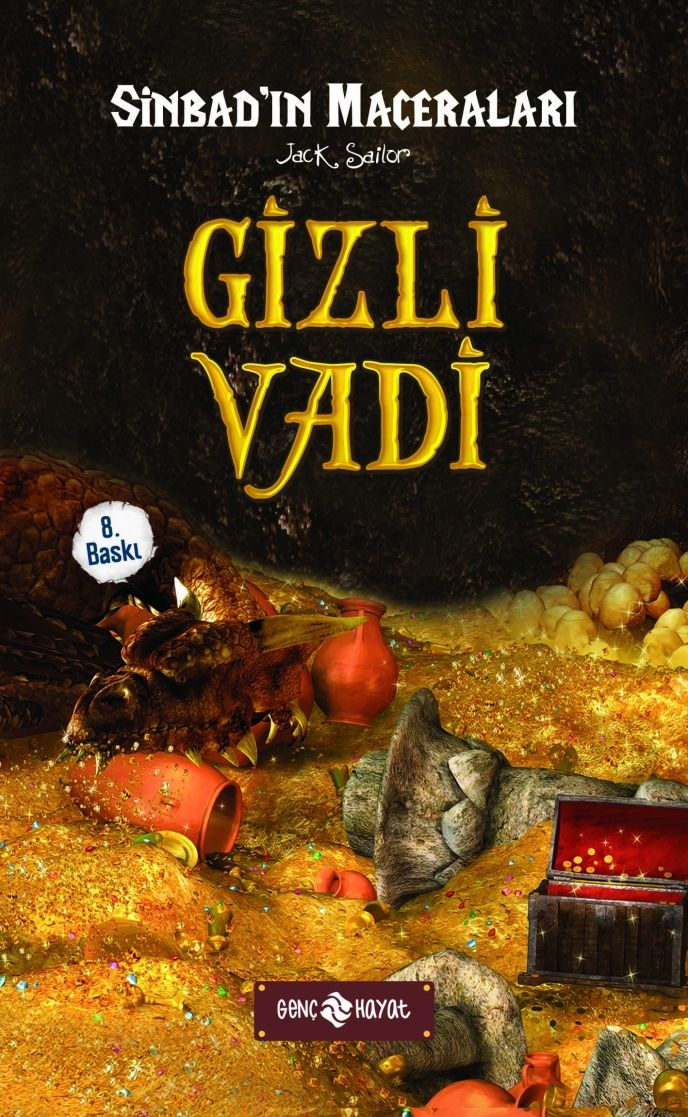 SİNBAD'IN MAÇERALARI
Jack Sailor
GİZLİ
VADİ
8.
Baskı
GENÇ HAYAt